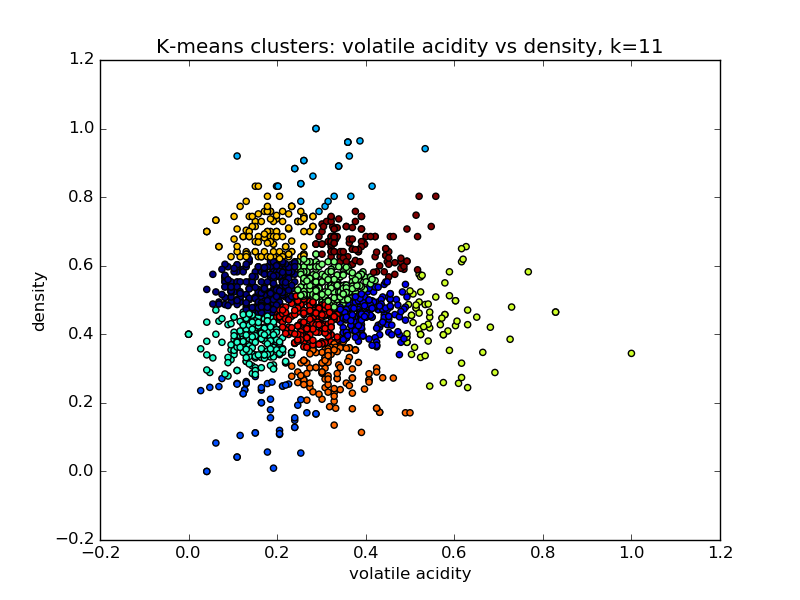 K-means clusters: volatile acidity vs density, k=11
1.2
1.0
0.8
0.6
0.4
0.2
0.0
−0.2
density
−0.2 0.0 0.2 0.4 0.6 0.8 1.0 1.2
volatile acidity